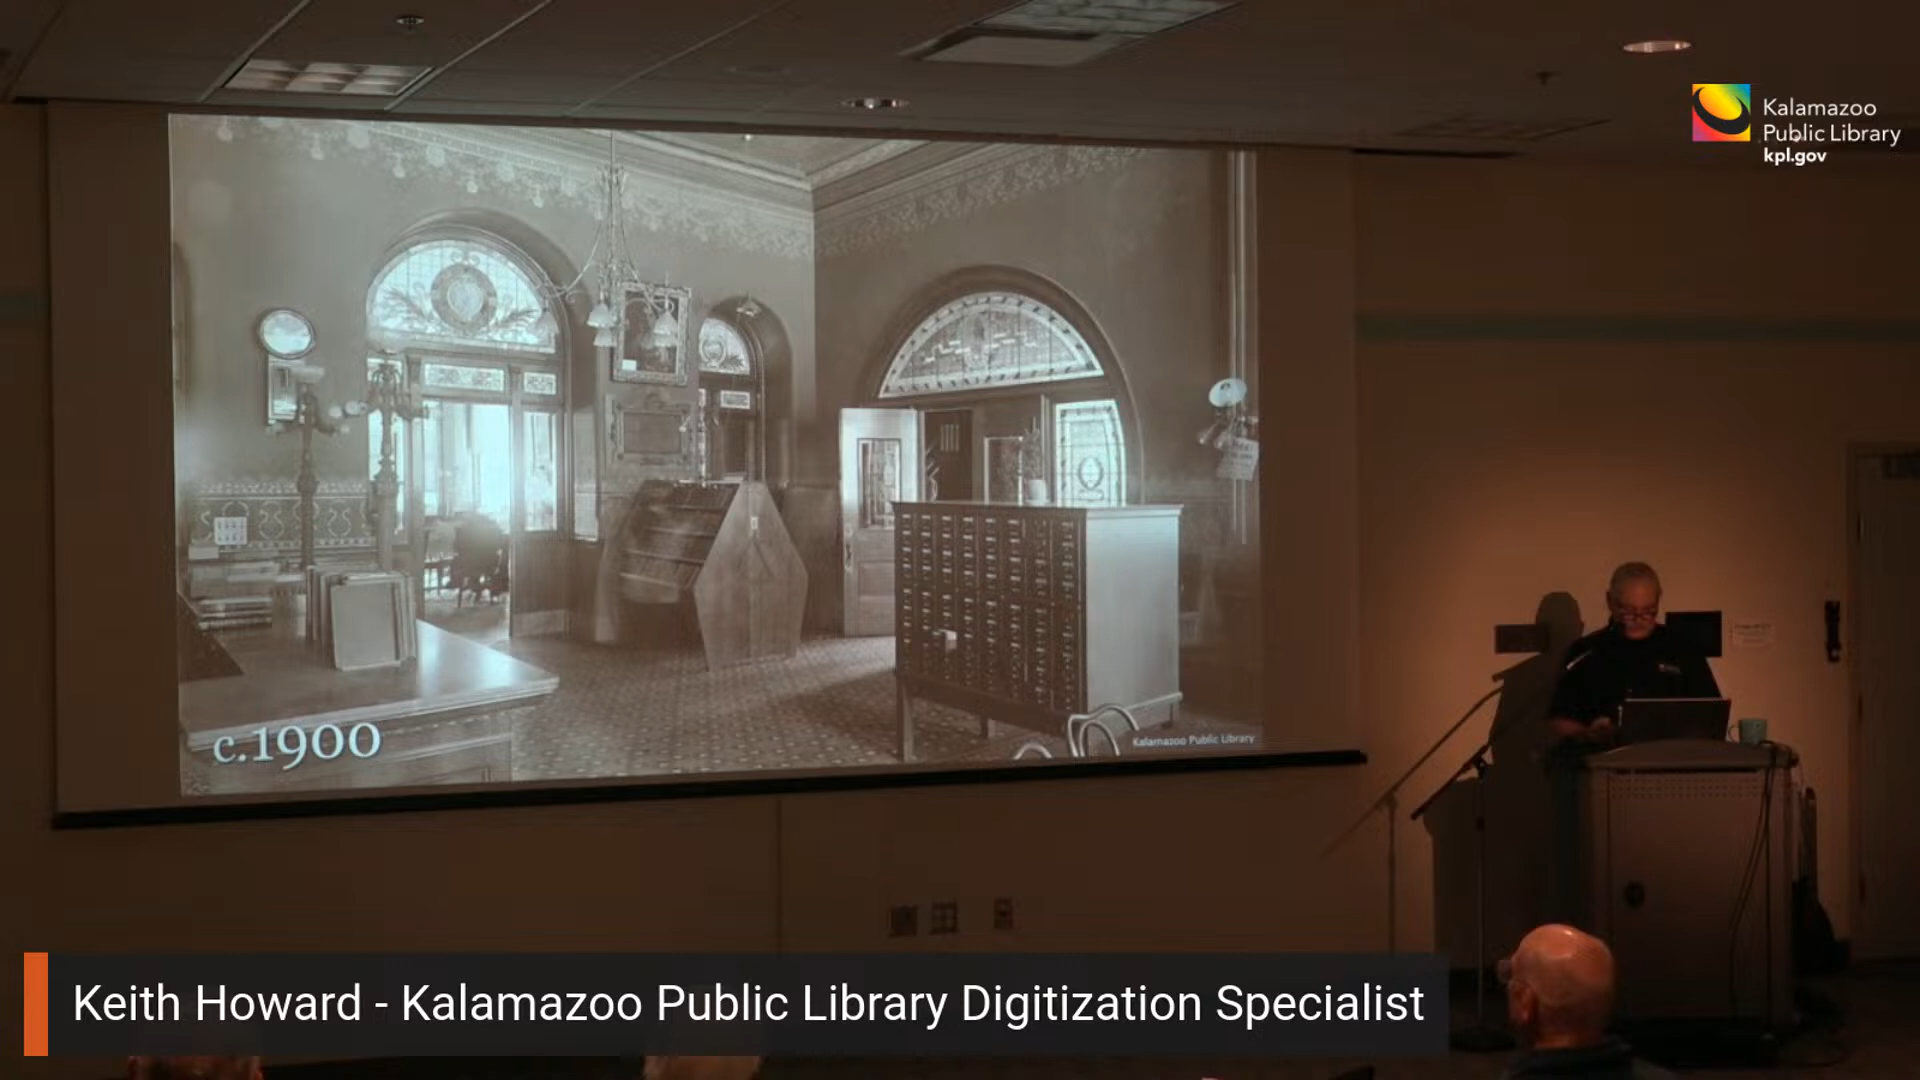 Kalamazoo
Public Library
kpl.gov
c.1900
Kalamazoo Public Library
Keith Howard - Kalamazoo Public Library Digitization Specialist